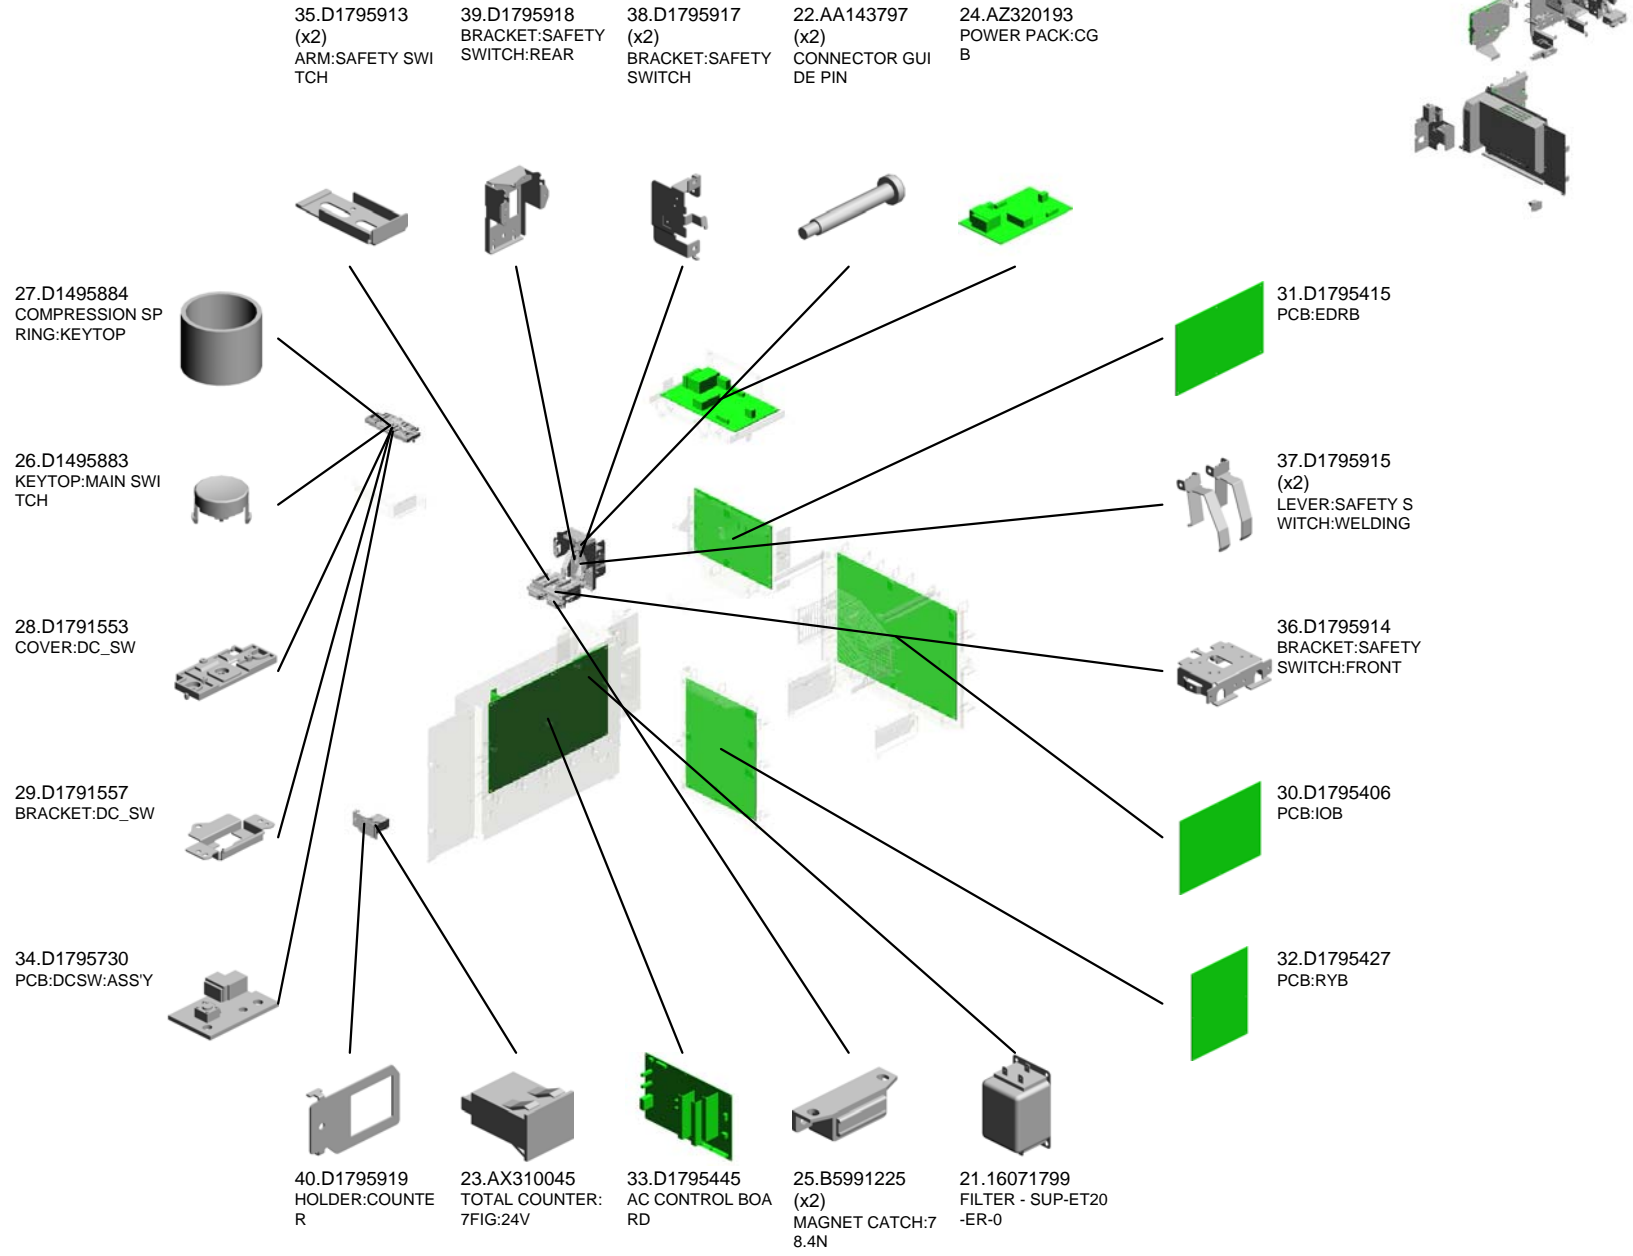 35.D1795913
(x2)
ARM:SAFETY SWI
TCH
39.D1795918
BRACKET:SAFETY
SWITCH:REAR
38.D1795917
(x2)
BRACKET:SAFETY
SWITCH
22.AA143797
(x2)
CONNECTOR GUI
DE PIN
24.AZ320193
POWER PACK:CG
B
27.D1495884
COMPRESSION SP
RING:KEYTOP
31.D1795415
PCB:EDRB
26.D1495883
KEYTOP:MAIN SWI
TCH
37.D1795915
(x2)
LEVER:SAFETY S
WITCH:WELDING
28.D1791553
COVER:DC_SW
36.D1795914
BRACKET:SAFETY
SWITCH:FRONT
29.D1791557
BRACKET:DC_SW
30.D1795406
PCB:IOB
34.D1795730
PCB:DCSW:ASS'Y
32.D1795427
PCB:RYB
40.D1795919
HOLDER:COUNTE
R
23.AX310045
TOTAL COUNTER:
7FIG:24V
33.D1795445
AC CONTROL BOA
RD
25.B5991225
(x2)
MAGNET CATCH:7
8.4N
21.16071799
FILTER - SUP-ET20
-ER-0